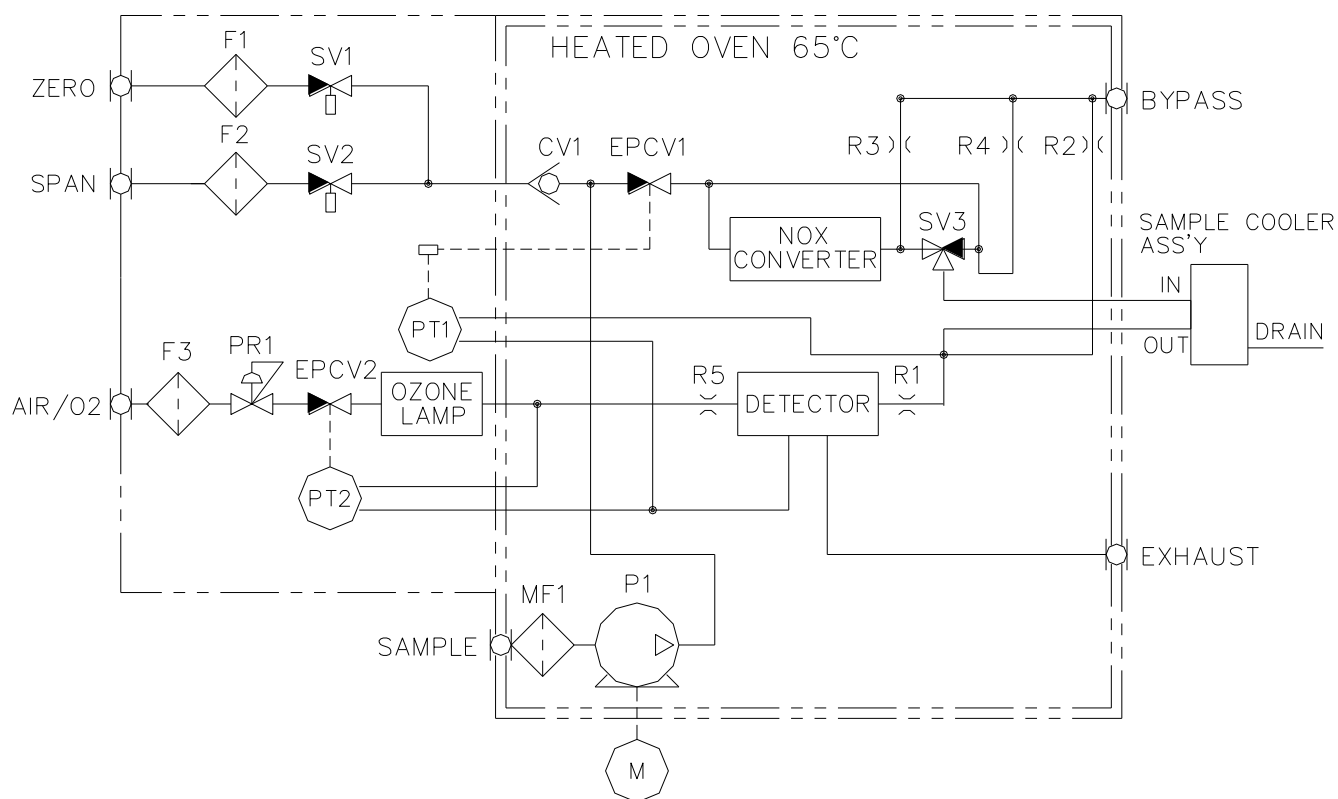 HEATED OVEN 65°C
F1
SV1
ZERO
BYPASS
F2
SV2
CV1
EPCV1
R3
R4
R2
SPAN
SAMPLE COOLER
ASS'Y
NOX
CONVERTER
SV3
IN
PT1
OUT
DRAIN
F3
PR1
EPCV2
OZONE
LAMP
R5
DETECTOR
R1
AIR/O2
PT2
EXHAUST
MF1
P1
SAMPLE
M